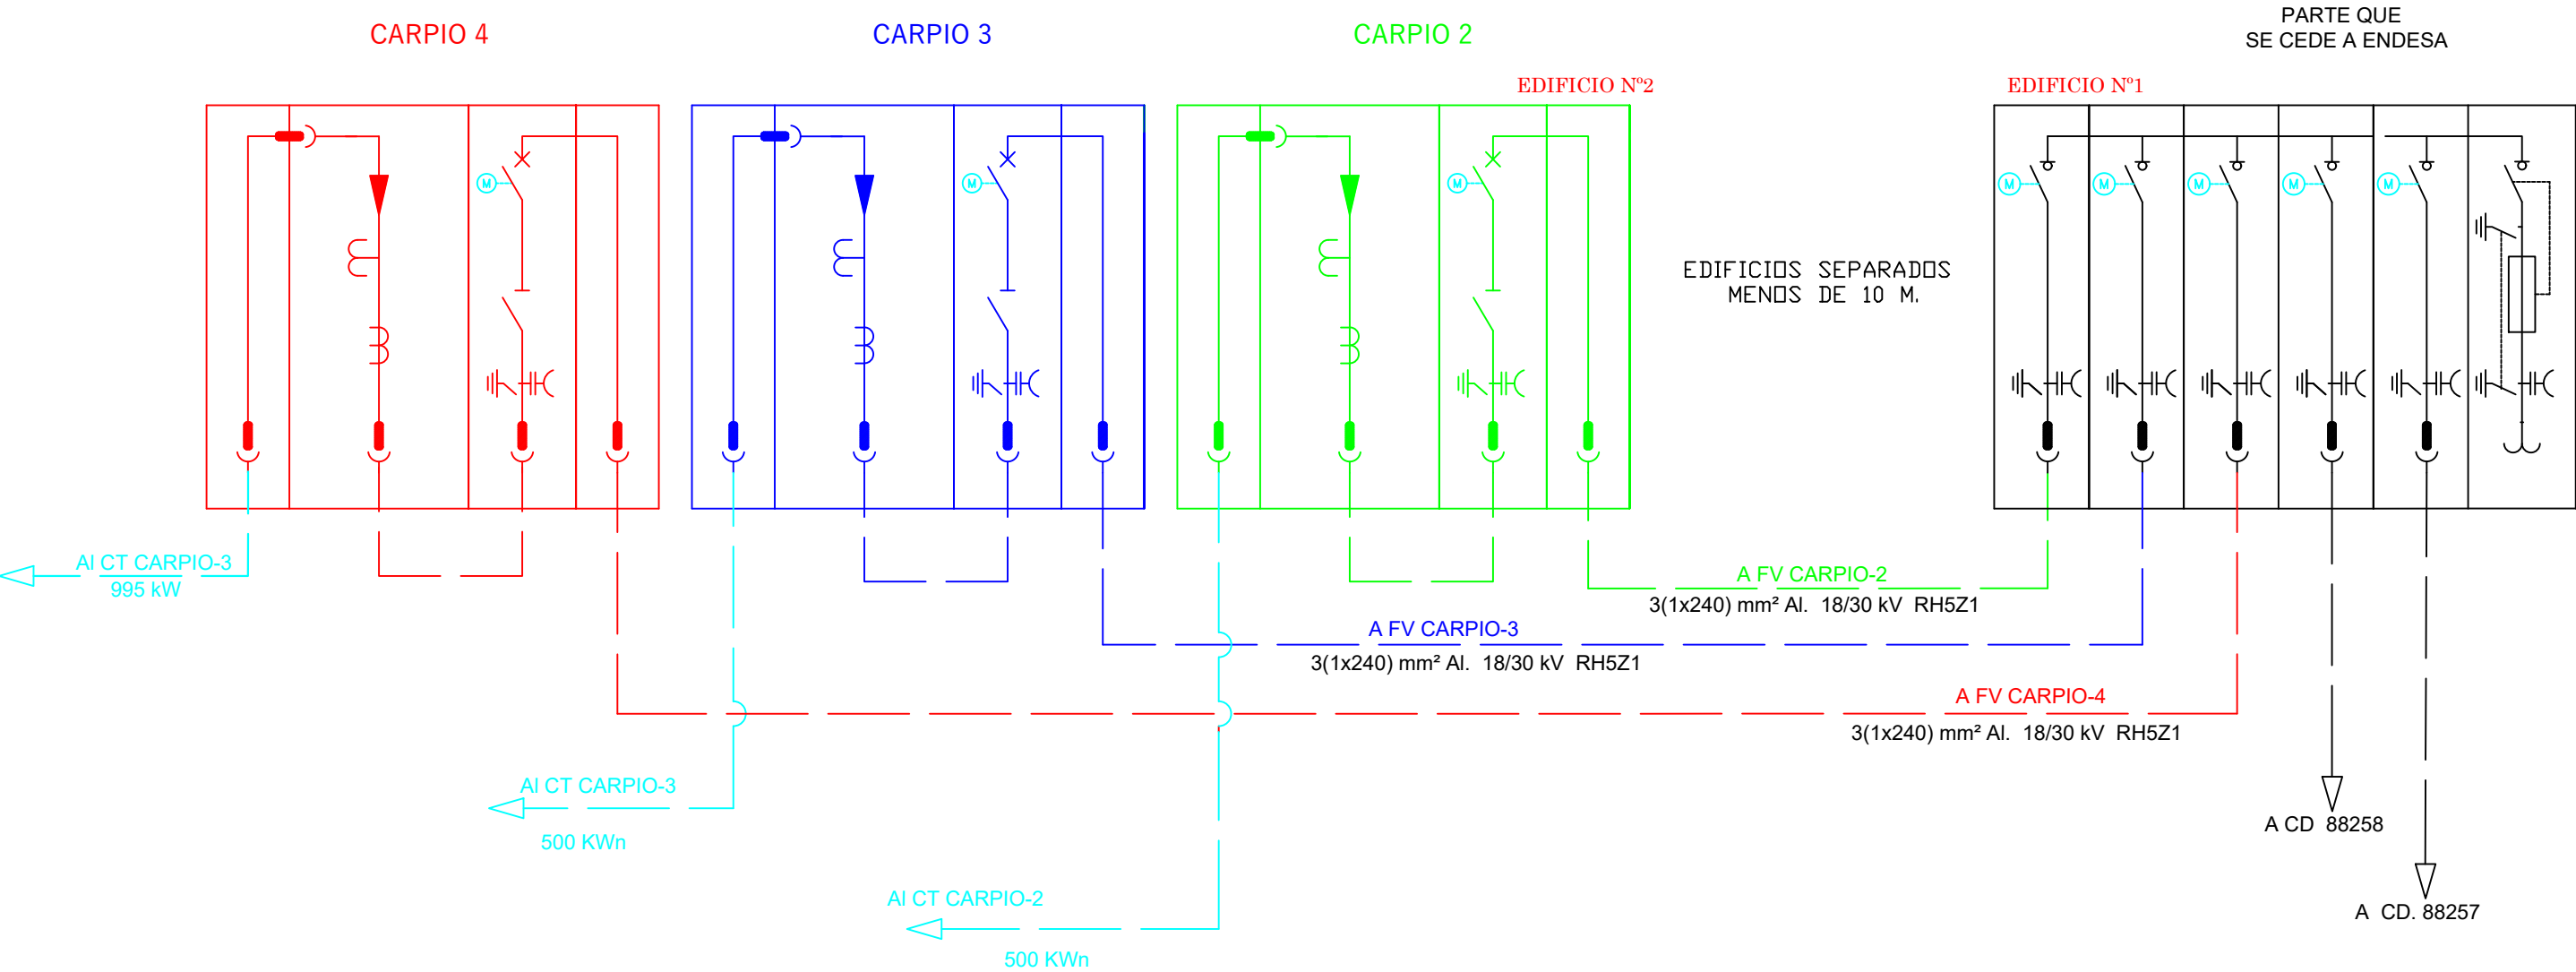 PARTE QUE
SE CEDE A ENDESA
CARPIO 4
CARPIO 3
CARPIO 2
EDIFICIO Nº2
EDIFICIO Nº1
M
M
M
M
M
M
M
M
EDIFICIOS SEPARADOS
MENOS DE 10 M.
Al CT CARPIO-3
995 kW
A FV CARPIO-2
3(1x240) mm² Al. 18/30 kV RH5Z1
A FV CARPIO-3
3(1x240) mm² Al. 18/30 kV RH5Z1
A FV CARPIO-4
3(1x240) mm² Al. 18/30 kV RH5Z1
Al CT CARPIO-3
500 KWn
A CD 88258
Al CT CARPIO-2
500 KWn
A CD. 88257